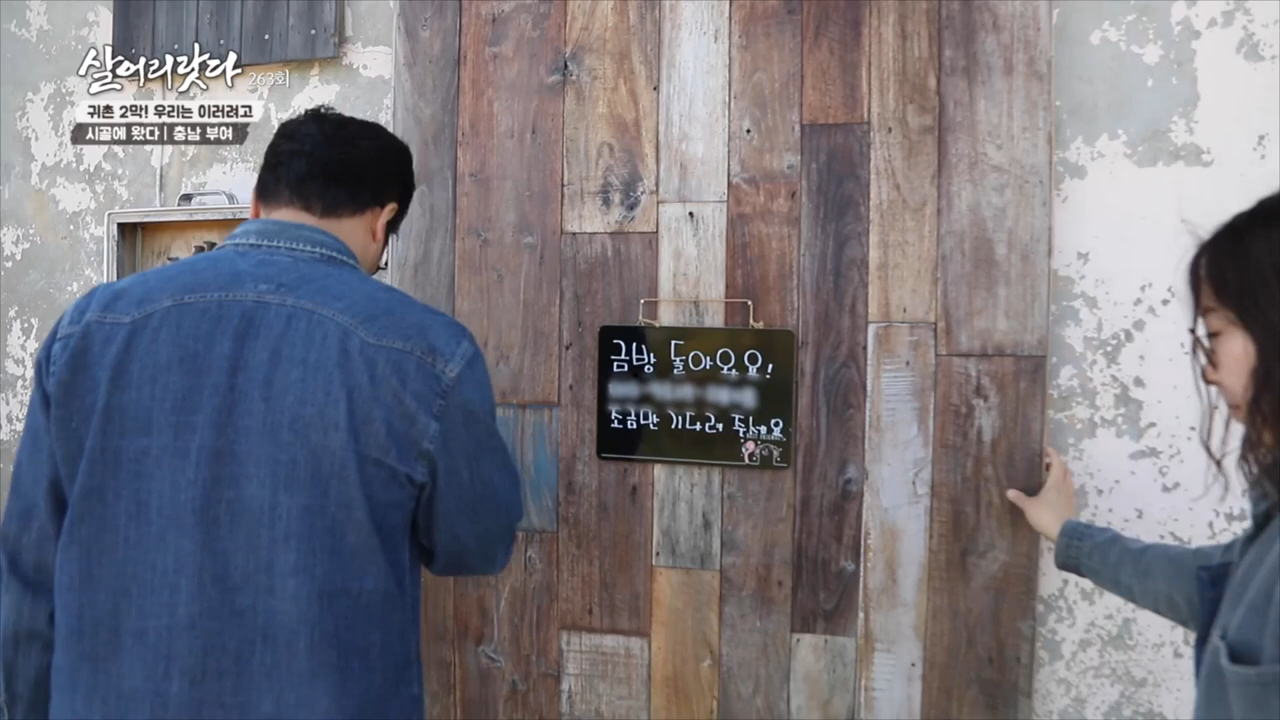 살어리랏다 263회
귀촌 2막! 우리는 이러려고
시골에 왔다 | 충남 부여
금방 돌아와요!
조금만 기다려 주세요